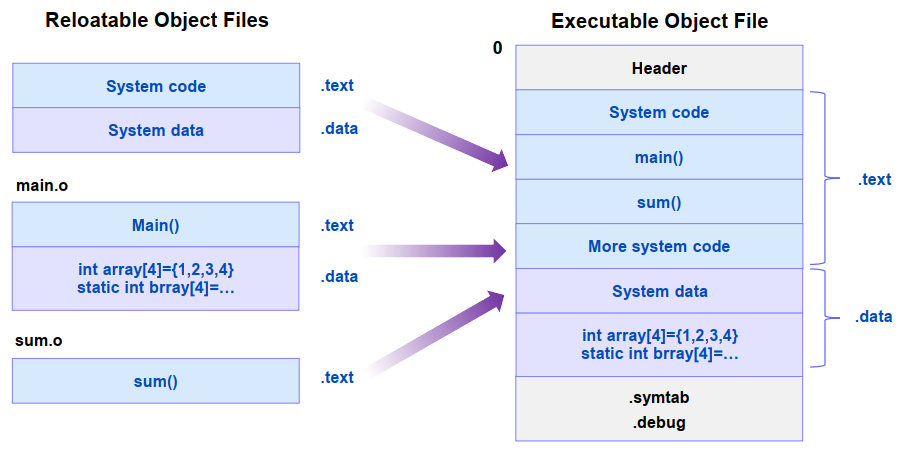 Reloatable Object Files
System code
.text
System data
.data
main.o
Main()
.text
int array[4]={1,2,3,4}
static int brray[4]=…
.data
sum.o
sum()
.text
Executable Object File
0
Header
System code
main()
sum()
More system code
.text
System data
int array[4]={1,2,3,4}
static int brray[4]=…
.data
.symtab
.debug